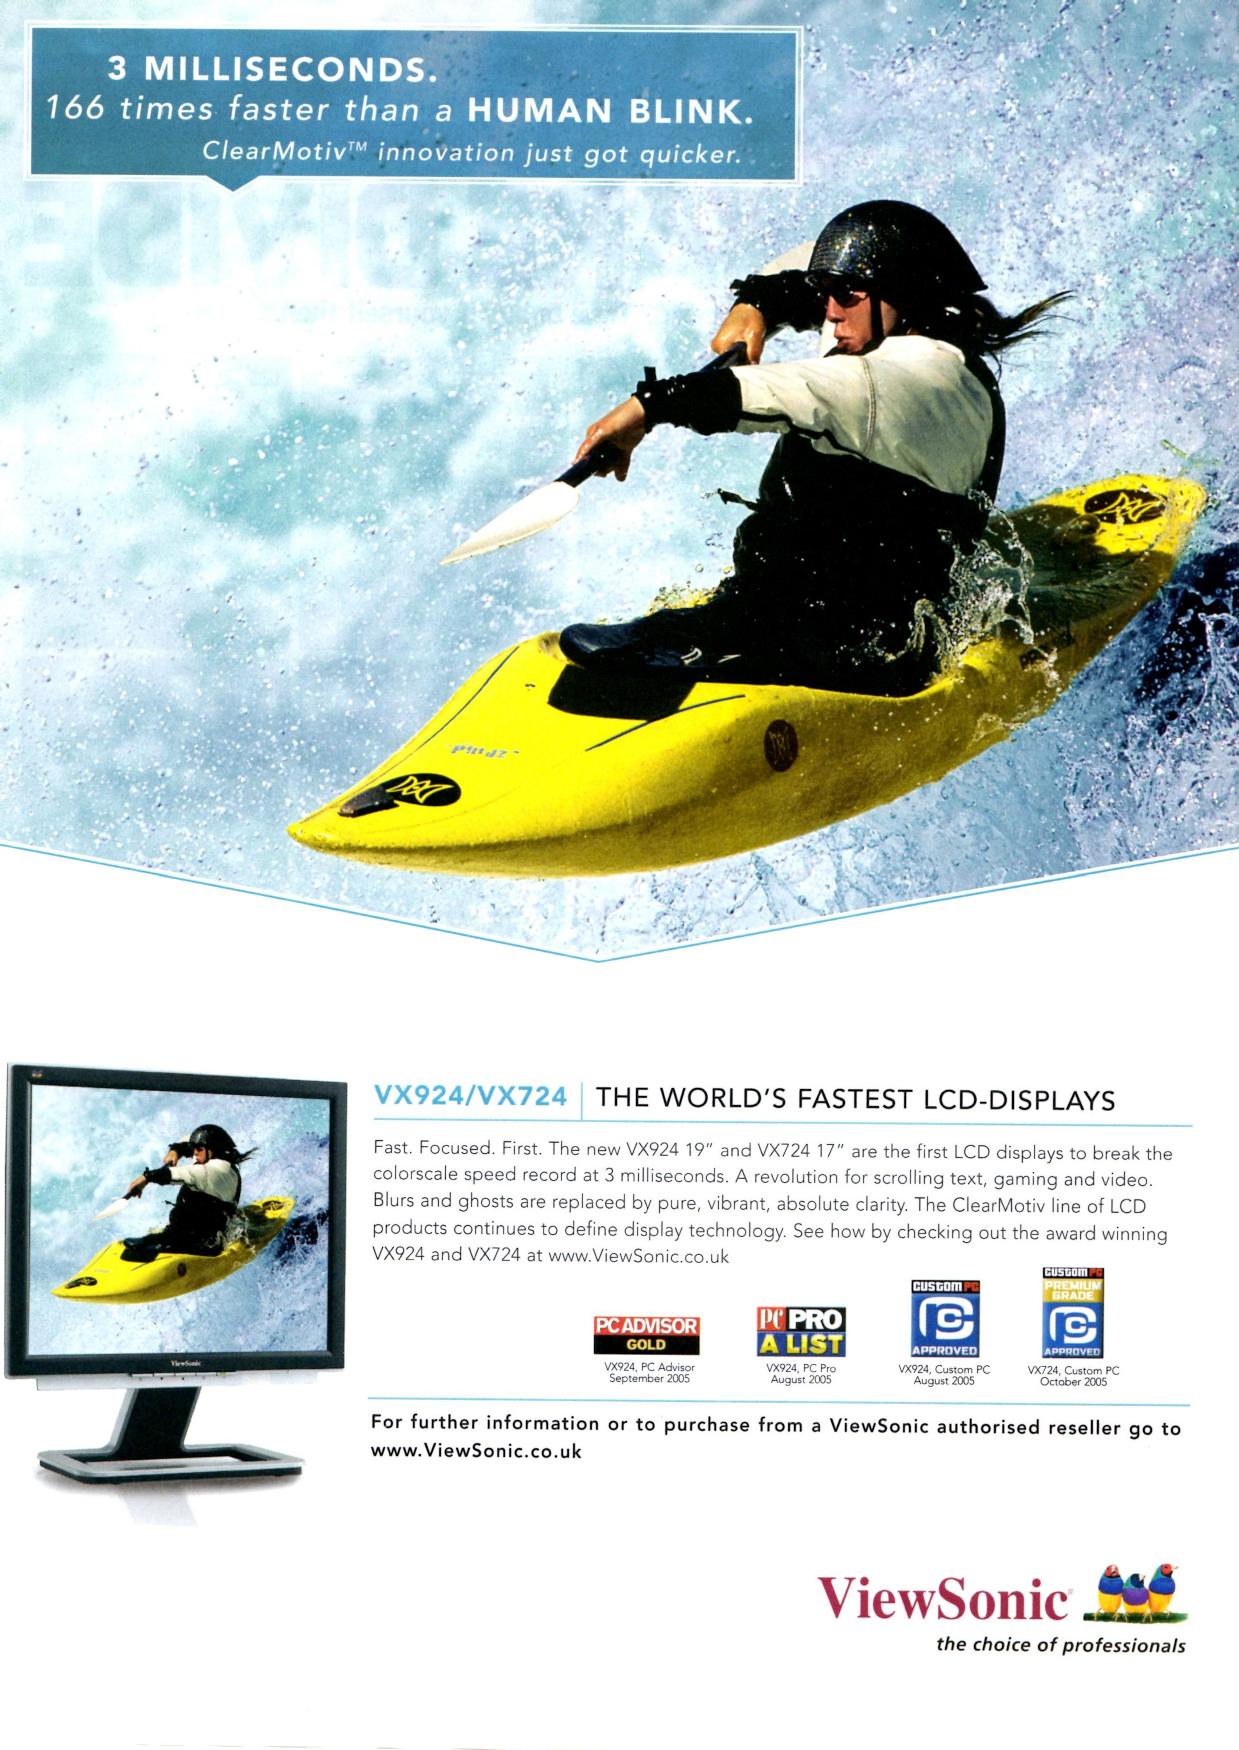 3 MILLISECONDS.
166 times faster than a HUMAN BLINK.
ClearMotiv™ innovation just got quicker.
VX924/VX724 | THE WORLD'S FASTEST LCD-DISPLAYS
Fast. Focused. First. The new VX924 19" and VX724 17" are the first LCD displays to break the
colorscale speed record at 3 milliseconds. A revolution for scrolling text, gaming and video.
Blurs and ghosts are replaced by pure, vibrant, absolute clarity. The ClearMotiv line of LCD
products continues to define display technology. See how by checking out the award winning
VX924 and VX724 at www.ViewSonic.co.uk
PC ADVISOR
GOLD
VX924, PC Advisor
September 2005
PC PRO
A LIST
VX924, PC Pro
August 2005
CUSTOM PC
APPROVED
VX924, Custom PC
August 2005
CUSTOM PC
PREMIUM
GRADE
APPROVED
VX724, Custom PC
October 2005
For further information or to purchase from a ViewSonic authorised reseller go to
www.ViewSonic.co.uk
ViewSonic
ViewSonic®
the choice of professionals